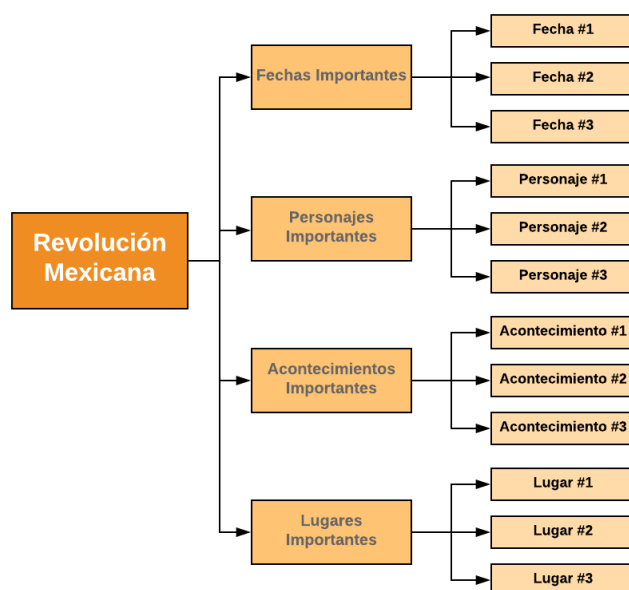 Revolución
Mexicana
Fechas Importantes
Fecha #1
Fecha #2
Fecha #3
Personajes
Importantes
Personaje #1
Personaje #2
Personaje #3
Acontecimientos
Importantes
Acontecimiento #1
Acontecimiento #2
Acontecimiento #3
Lugares
Importantes
Lugar #1
Lugar #2
Lugar #3